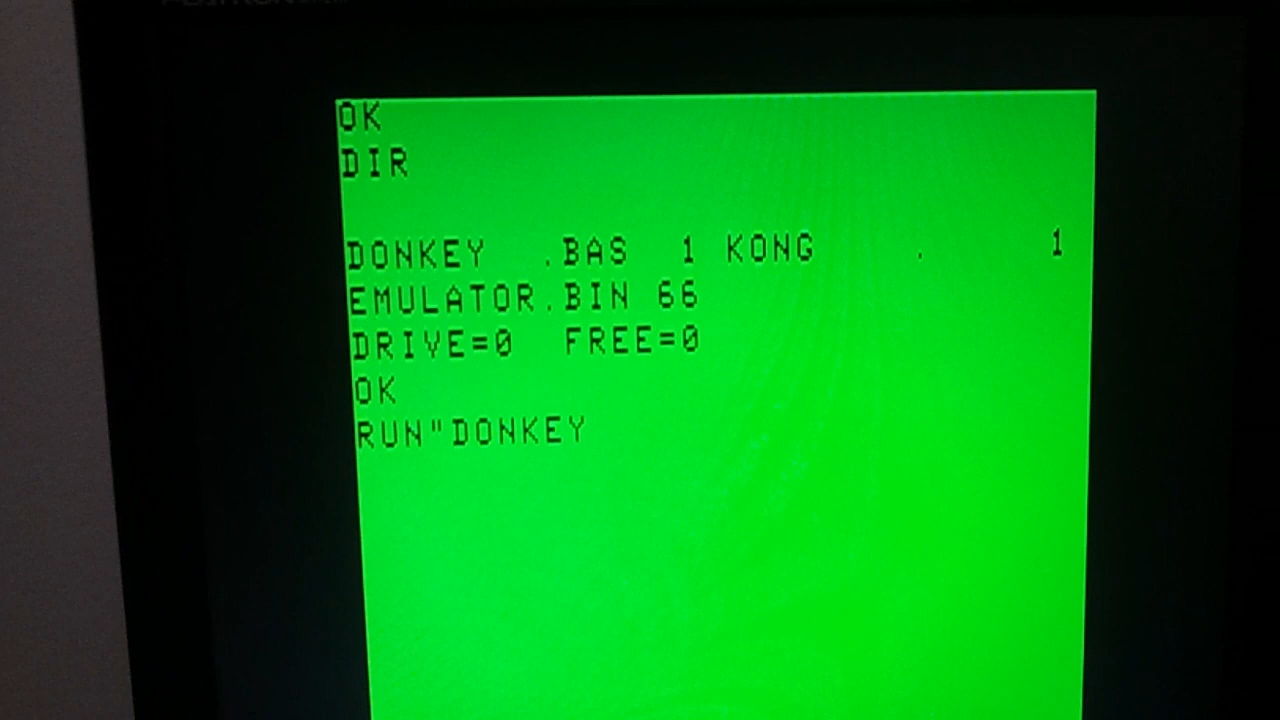 OK
DIR
DONKEY   .BAS  1 KONG     .      1
EMULATOR.BIN 66
DRIVE=0  FREE=0
OK
RUN"DONKEY